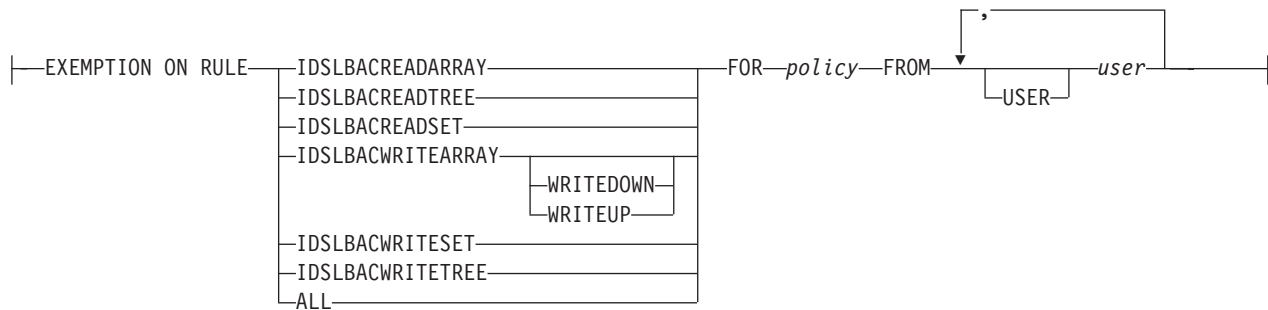 ,
EXEMPTION ON RULE IDSLBACREADARRAY FOR policy FROM user
IDSLBACREADTREE USER
IDSLBACREADSET
IDSLBACWRITEARRAY
WRITEDOWN
WRITEUP
IDSLBACWRITESET
IDSLBACWRITETREE
ALL